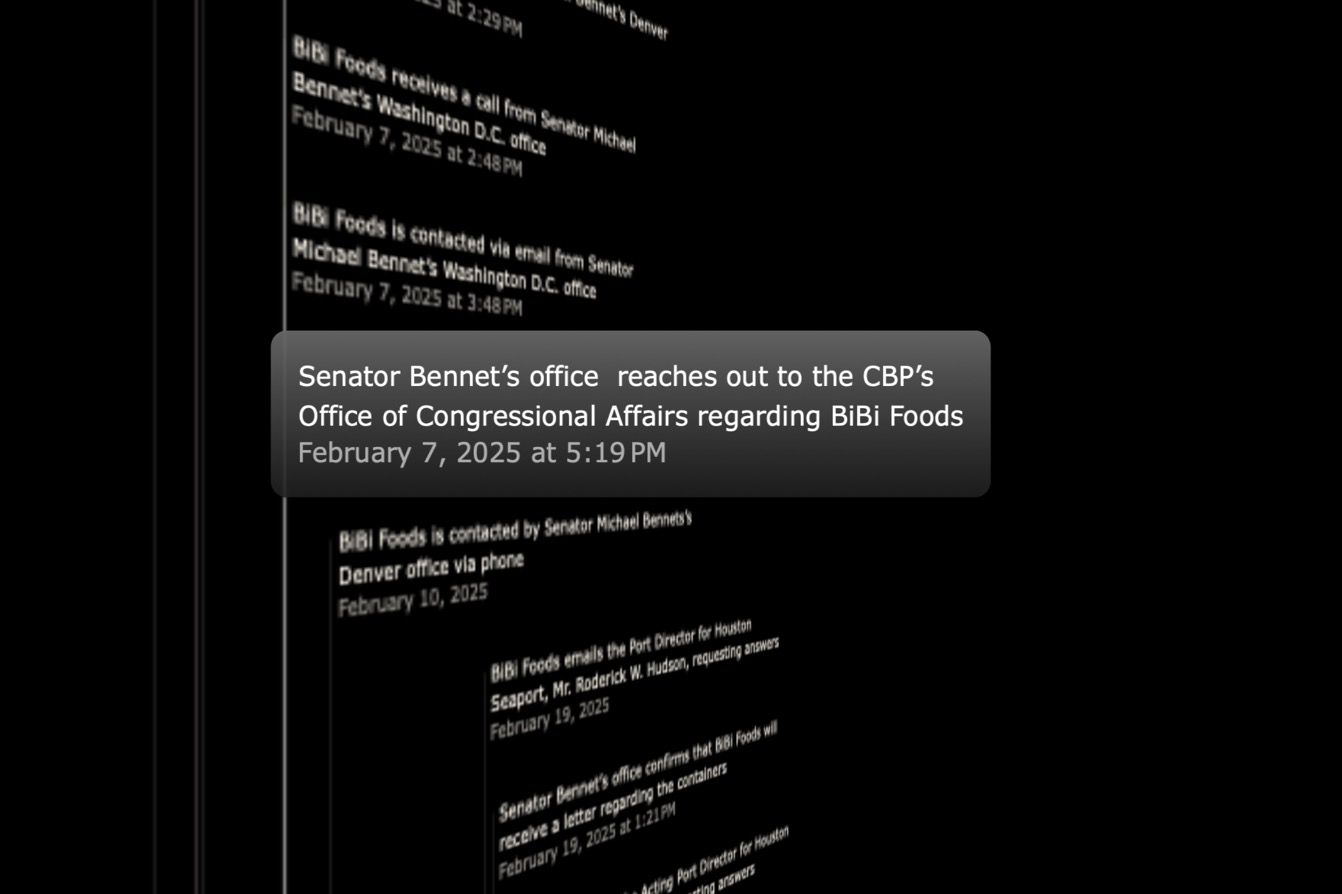 Bennet's Denver
at 2:29 PM
BiBi Foods receives a call from Senator Michael
Bennet's Washington D.C. office
February 7, 2025 at 2:48 PM
BiBi Foods is contacted via email from Senator
Michael Bennet's Washington D.C. office
February 7, 2025 at 3:48 PM
Senator Bennet’s office  reaches out to the CBP’s
Office of Congressional Affairs regarding BiBi Foods
February 7, 2025 at 5:19 PM
BiBi Foods is contacted by Senator Michael Bennets's
Denver office via phone
February 10, 2025
BiBi Foods emails the Port Director for Houston
Seaport, Mr. Roderick W. Hudson, requesting answers
February 19, 2025
Senator Bennet's office confirms that BiBi Foods will
receive a letter regarding the containers
February 19, 2025 at 1:21 PM
Acting Port Director for Houston
answers